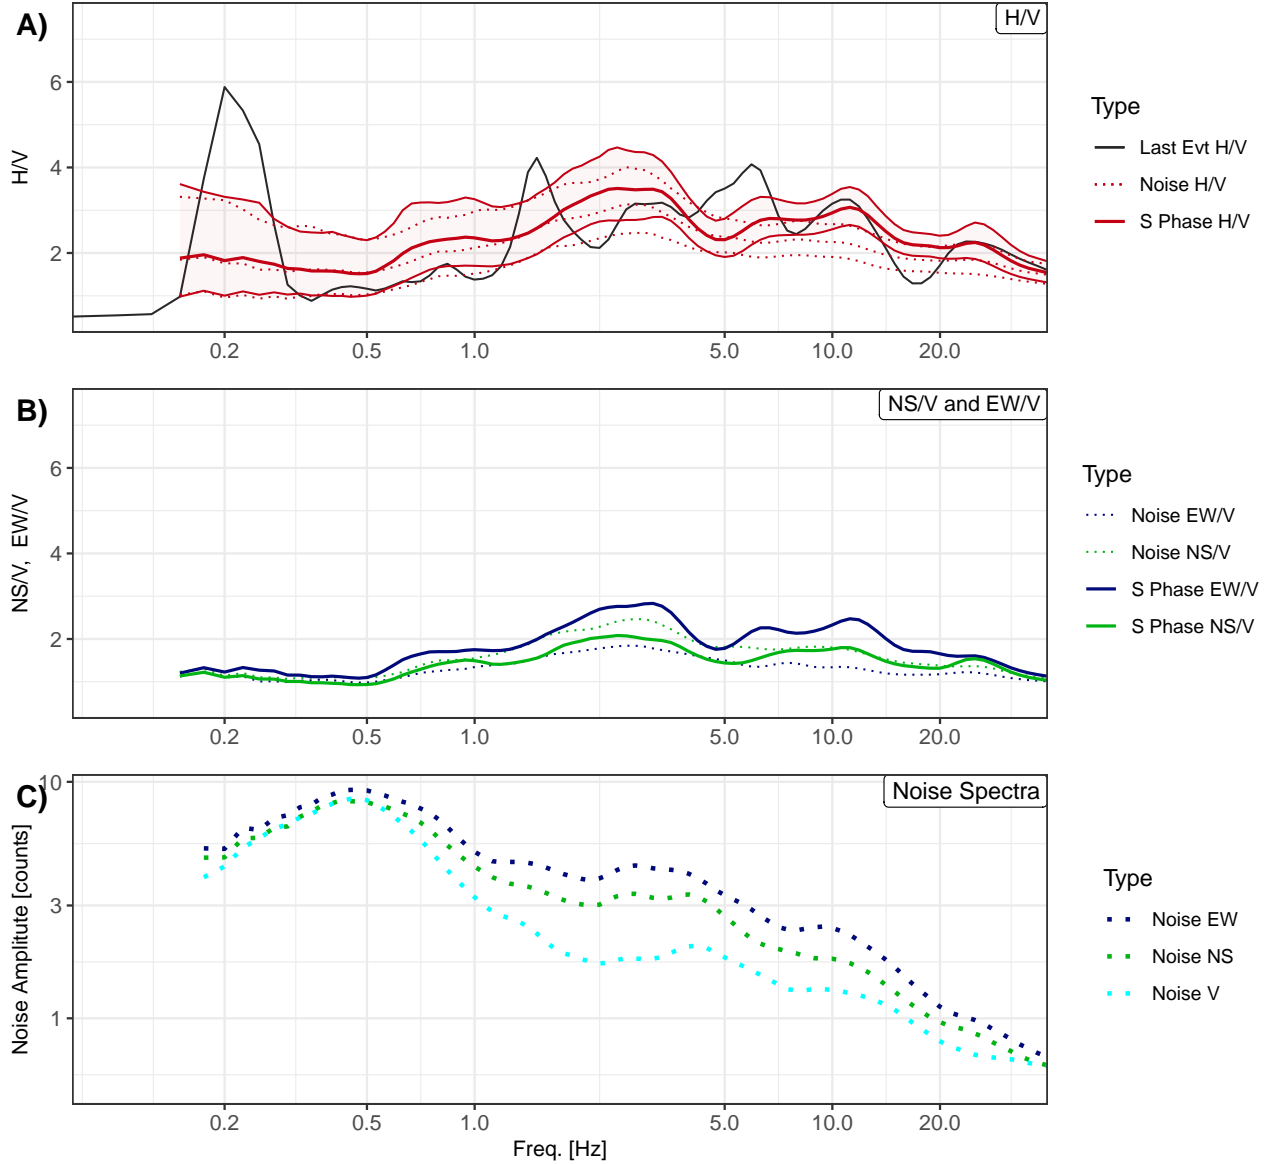 A)
H/V
6
4
2
H/V
0.2 0.5 1.0 5.0 10.0 20.0
Type
Last Evt H/V
Noise H/V
S Phase H/V
B)
NS/V and EW/V
6
4
2
NS/V, EW/V
0.2 0.5 1.0 5.0 10.0 20.0
Type
Noise EW/V
Noise NS/V
S Phase EW/V
S Phase NS/V
C)
Noise Spectra
10
3
1
Noise Amplitute [counts]
0.2 0.5 1.0 5.0 10.0 20.0
Freq. [Hz]
Type
Noise EW
Noise NS
Noise V